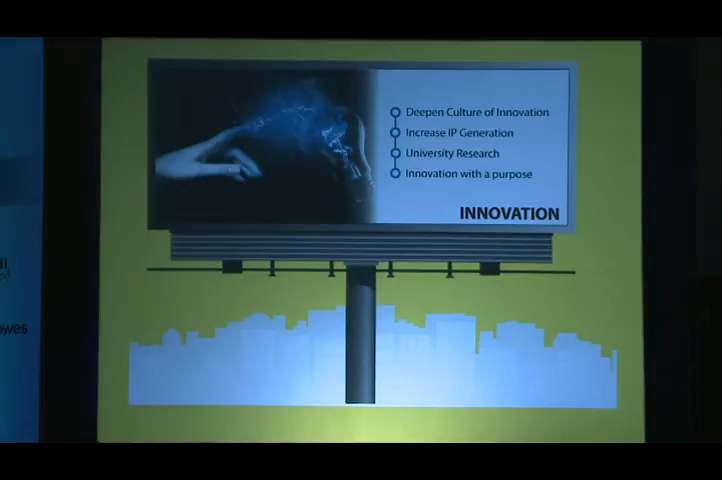 Deepen Culture of Innovation
Increase IP Generation
University Research
Innovation with a purpose
INNOVATION